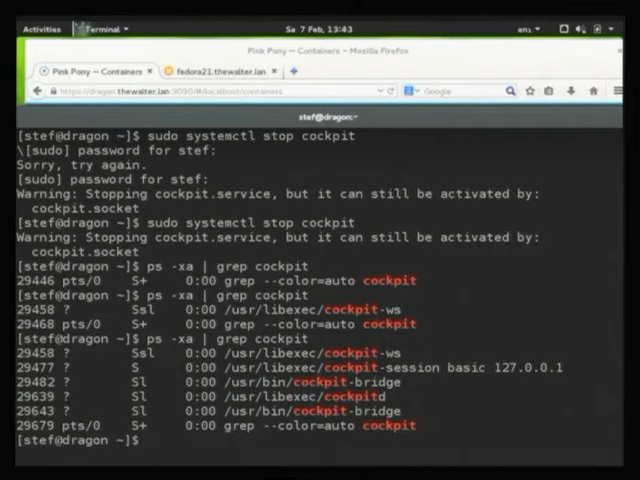 Activities Terminal Sa 7 Feb, 13:43 en1
Pink Pony — Containers — Mozilla Firefox
Pink Pony — Containers × fedora21.thewalter.lan ×
https://dragon.thewalter.lan:9090/#/localhost/containers Google
stef@dragon:~
[stef@dragon ~]$ sudo systemctl stop cockpit
\[sudo] password for stef:
Sorry, try again.
[sudo] password for stef:
Warning: Stopping cockpit.service, but it can still be activated by:
cockpit.socket
[stef@dragon ~]$ sudo systemctl stop cockpit
Warning: Stopping cockpit.service, but it can still be activated by:
cockpit.socket
[stef@dragon ~]$ ps -xa | grep cockpit
29446 pts/0 S+ 0:00 grep --color=auto cockpit
[stef@dragon ~]$ ps -xa | grep cockpit
29458 ? Ssl 0:00 /usr/libexec/cockpit-ws
29468 pts/0 S+ 0:00 grep --color=auto cockpit
[stef@dragon ~]$ ps -xa | grep cockpit
29458 ? Ssl 0:00 /usr/libexec/cockpit-ws
29477 ? S 0:00 /usr/libexec/cockpit-session basic 127.0.0.1
29482 ? Sl 0:00 /usr/bin/cockpit-bridge
29639 ? Sl 0:00 /usr/libexec/cockpitd
29643 ? Sl 0:00 /usr/bin/cockpit-bridge
29679 pts/0 S+ 0:00 grep --color=auto cockpit
[stef@dragon ~]$